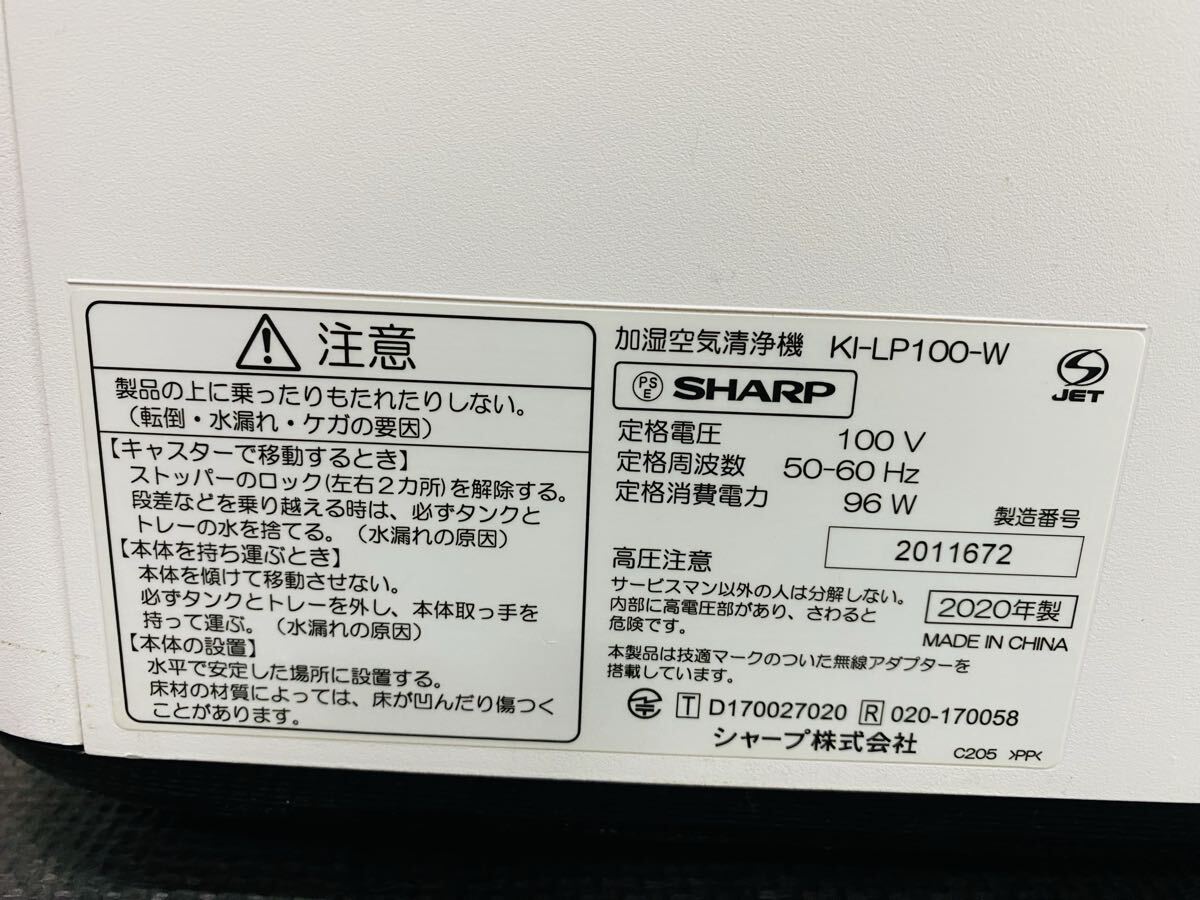 注意
製品の上に乗ったりもたれたりしない。
（転倒・水漏れ・ケガの要因）
【キャスターで移動するとき】
ストッパーのロック(左右２カ所)を解除する。
段差などを乗り越える時は、必ずタンクと
トレーの水を捨てる。（水漏れの原因）
【本体を持ち運ぶとき】
本体を傾けて移動させない。
必ずタンクとトレーを外し、本体取っ手を
持って運ぶ。（水漏れの原因）
【本体の設置】
水平で安定した場所に設置する。
床材の材質によっては、床が凹んだり傷つく
ことがあります。
加湿空気清浄機 KI-LP100-W
PSE SHARP
JET
定格電圧 100 V
定格周波数 50-60 Hz
定格消費電力 96 W
製造番号
2011672
高圧注意
サービスマン以外の人は分解しない。
内部に高電圧部があり、さわると
危険です。
2020年製
MADE IN CHINA
本製品は技適マークのついた無線アダプターを
搭載しています。
T D170027020 R 020-170058
シャープ株式会社
C205 >PP<